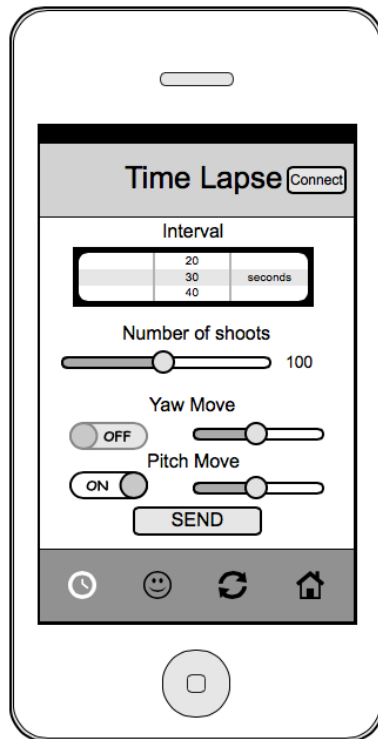 Time Lapse Connect
Interval
20
30 seconds
40
Number of shoots
100
Yaw Move
OFF
Pitch Move
ON
SEND